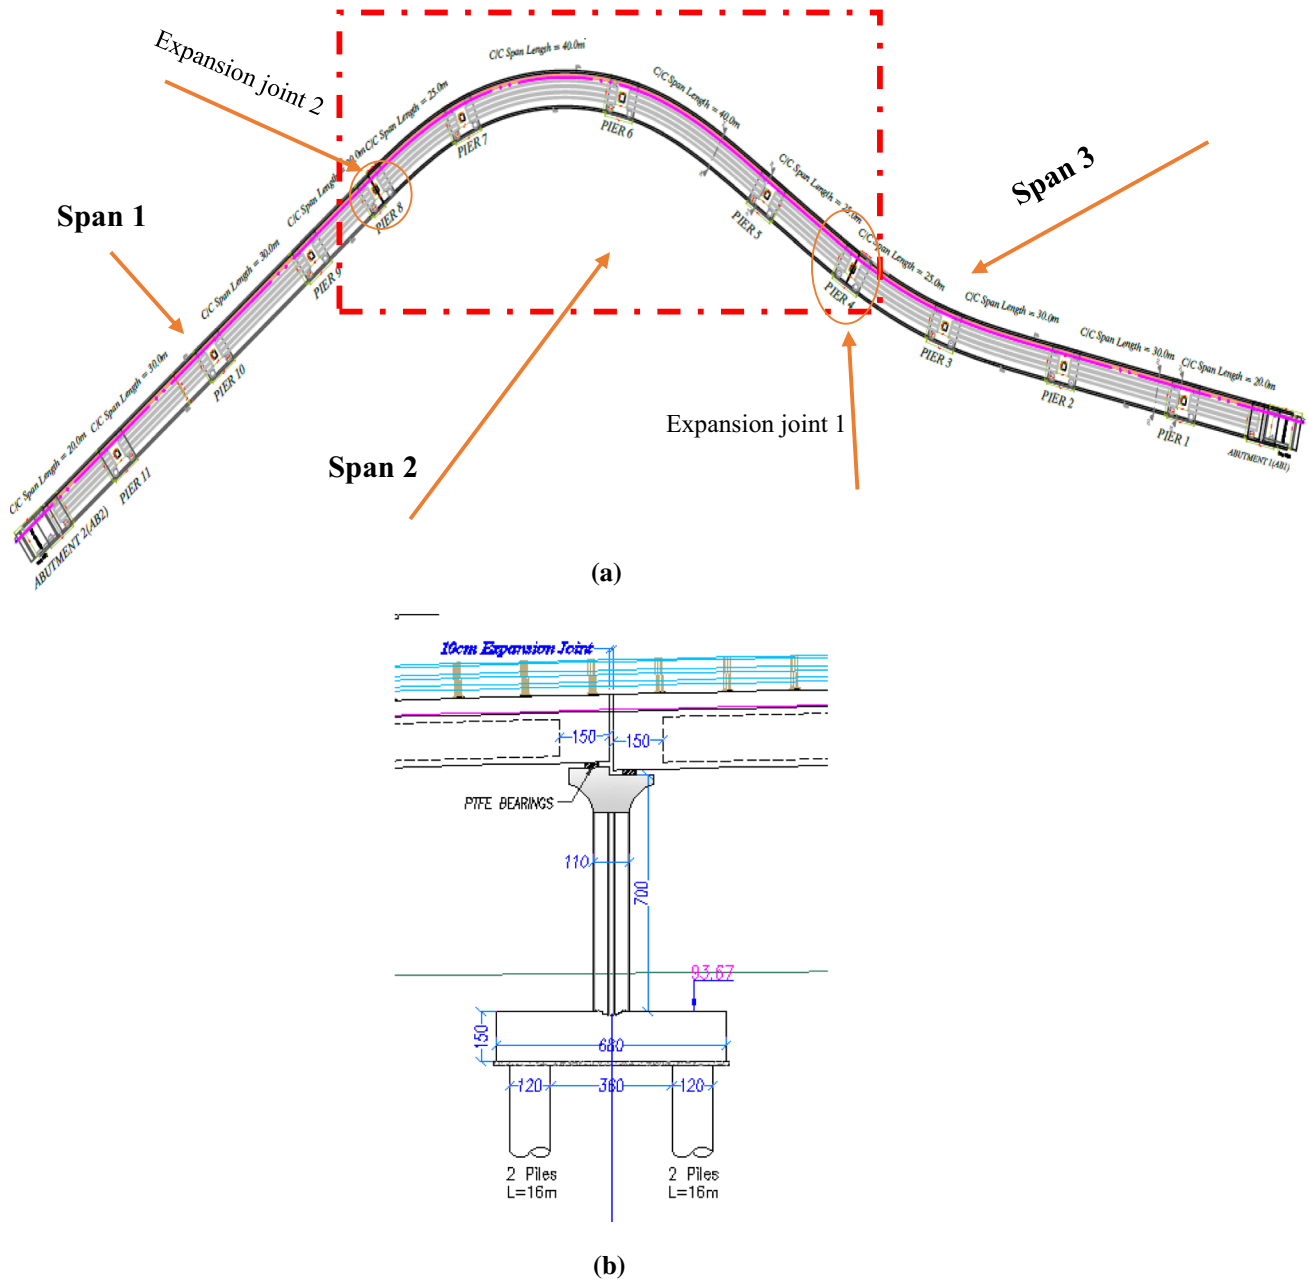 Expansion joint 2
C/C Span Length = 40.0m
C/C Span Length = 25.0m
C/C Span Length = 40.0m
PIER 7
PIER 6
C/C Span Length = 25.0m
PIER 5
PIER 8
PIER 4
Span 1
Span 3
C/C Span Length = 30.0m
PIER 9
C/C Span Length = 25.0m
PIER 3
C/C Span Length = 30.0m
C/C Span Length = 30.0m
C/C Span Length = 20.0m
PIER 2
PIER 1
ABUTMENT 1(AB1)
C/C Span Length = 30.0m
PIER 10
C/C Span Length = 20.0m
PIER 11
ABUTMENT 2(AB2)
Span 2
Expansion joint 1
(a)
10cm Expansion Joint
150
150
PTFE BEARINGS
110
700
93.67
150
680
120
360
120
2 Piles
L=16m
2 Piles
L=16m
(b)